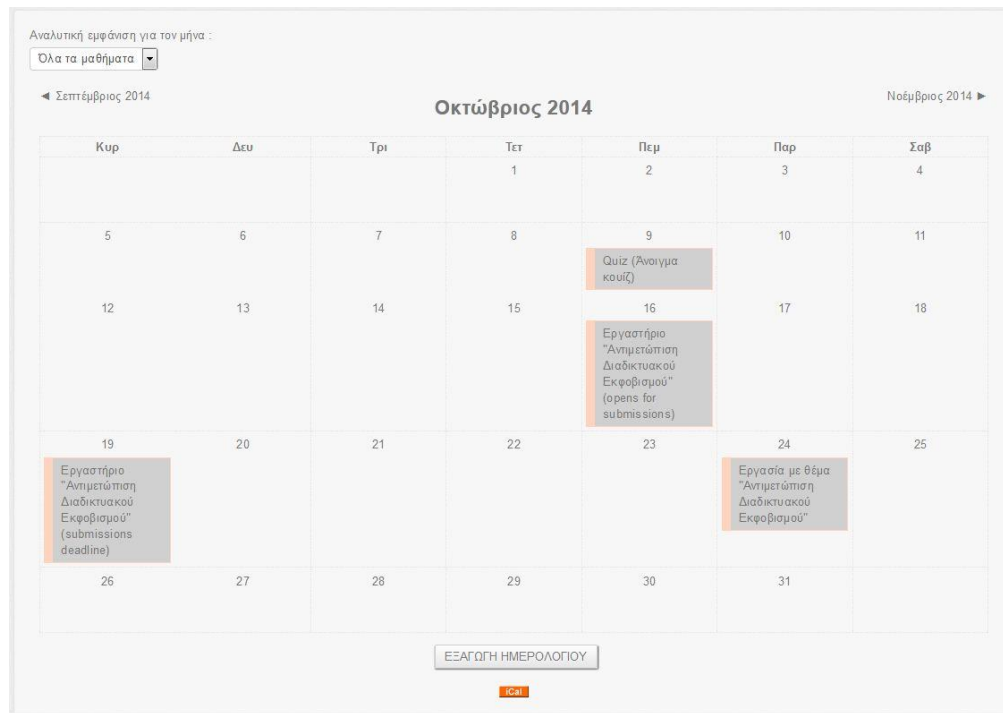 Αναλυτική εμφάνιση για τον μήνα :
Όλα τα μαθήματα
◄ Σεπτέμβριος 2014
Οκτώβριος 2014
Νοέμβριος 2014 ►
Κυρ Δευ Τρι Τετ Πεμ Παρ Σαβ
1 2 3 4
5 6 7 8 9 10 11
Quiz (Άνοιγμα
κουίζ)
12 13 14 15 16 17 18
Εργαστήριο
"Αντιμετώπιση
Διαδικτυακού
Εκφοβισμού"
(opens for
submissions)
19 20 21 22 23 24 25
Εργαστήριο
"Αντιμετώπιση
Διαδικτυακού
Εκφοβισμού"
(submissions
deadline)
Εργασία με θέμα
"Αντιμετώπιση
Διαδικτυακού
Εκφοβισμού"
26 27 28 29 30 31
ΕΞΑΓΩΓΗ ΗΜΕΡΟΛΟΓΙΟΥ
iCal